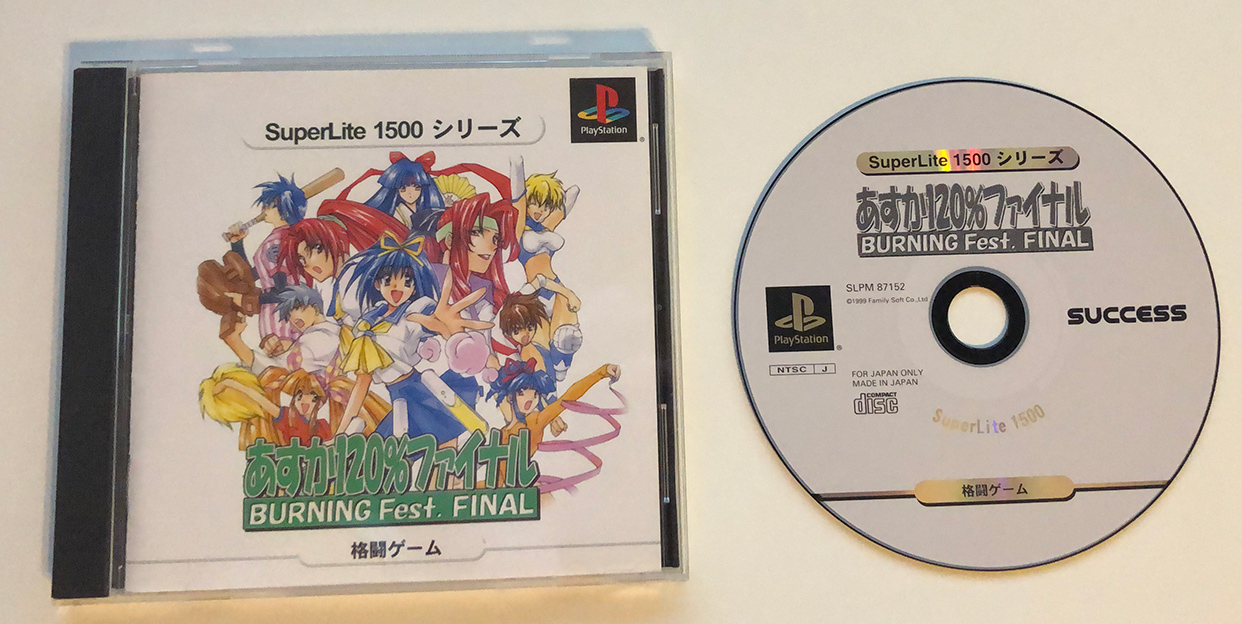 SuperLite 1500 シリーズ
PlayStation
®
あすか120%ファイナル
BURNING Fest. FINAL
格闘ゲーム
SuperLite 1500 シリーズ
あすか120%ファイナル
BURNING Fest. FINAL
SLPM 87152
©1999 Family Soft Co.,Ltd
PlayStation
®
NTSC J
SUCCESS
FOR JAPAN ONLY
MADE IN JAPAN
COMPACT
disc
SuperLite 1500
格闘ゲーム